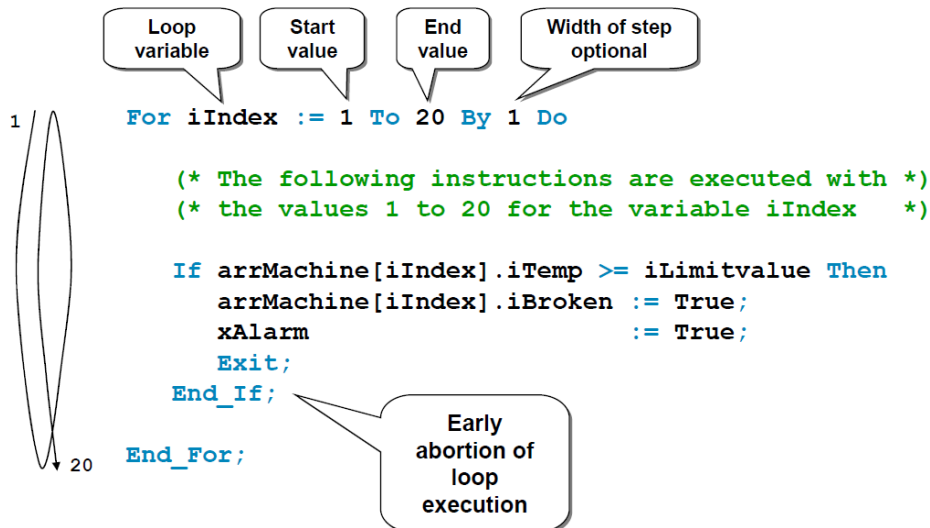 Loop
variable
Start
value
End
value
Width of step
optional
1
For iIndex := 1 To 20 By 1 Do
(* The following instructions are executed with *)
(* the values 1 to 20 for the variable iIndex   *)
If arrMachine[iIndex].iTemp >= iLimitvalue Then
arrMachine[iIndex].iBroken := True;
xAlarm                     := True;
Exit;
End_If;
Early
abortion of
loop
execution
End_For;
20